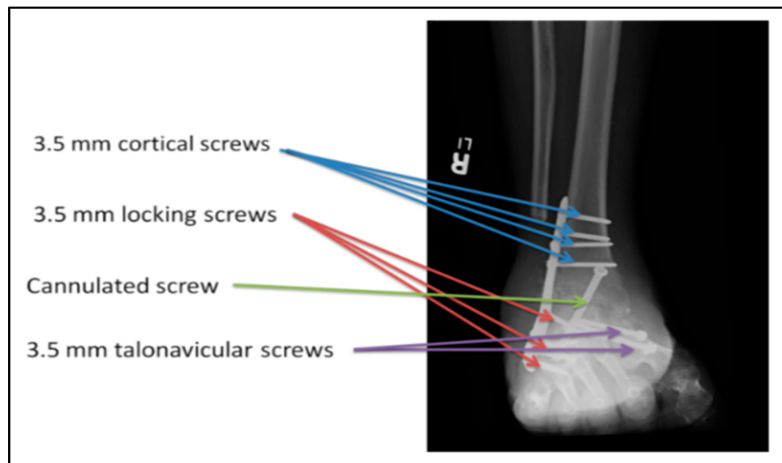 3.5 mm cortical screws
3.5 mm locking screws
Cannulated screw
3.5 mm talonavicular screws